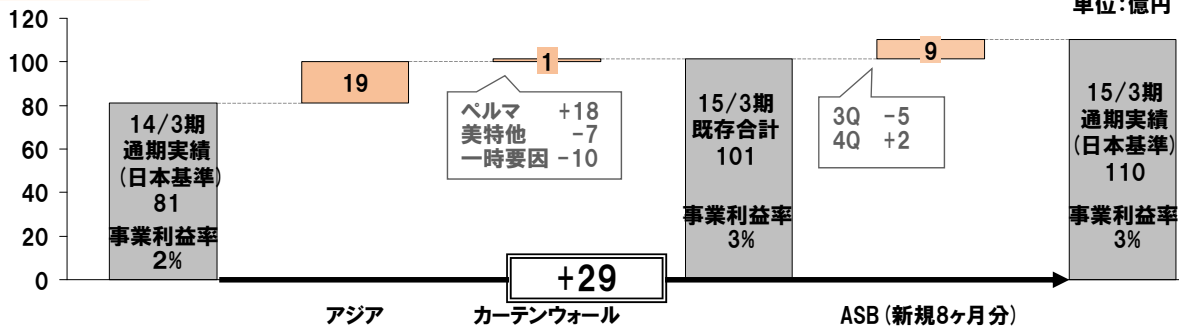 単位:億円
120
100
80
60
40
20
0
14/3期
通期実績
(日本基準)
81
事業利益率
2%
19
1
ペルマ +18
美特他 -7
一時要因 -10
15/3期
既存合計
101
事業利益率
3%
9
3Q -5
4Q +2
15/3期
通期実績
(日本基準)
110
事業利益率
3%
+29
アジア
カーテンウォール
ASB(新規8ヶ月分)